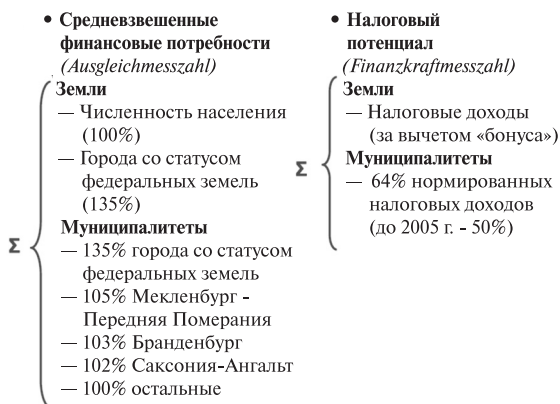 • Средневзвешенные
финансовые потребности
(Ausgleichmesszahl)
Земли
— Численность населения
(100%)
— Города со статусом
федеральных земель
(135%)
Муниципалитеты
— 135% города со статусом
федеральных земель
— 105% Мекленбург -
Передняя Померания
— 103% Бранденбург
— 102% Саксония-Ангальт
— 100% остальные
Σ
• Налоговый
потенциал
(Finanzkraftmesszahl)
Земли
— Налоговые доходы
(за вычетом «бонуса»)
Муниципалитеты
— 64% нормированных
налоговых доходов
(до 2005 г. - 50%)
Σ